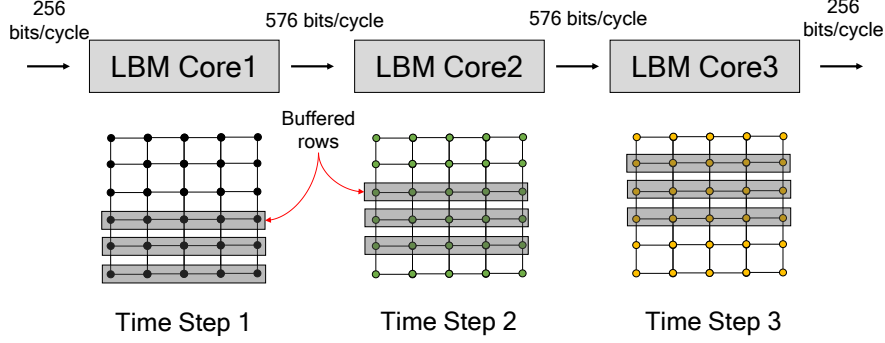 256
bits/cycle
576 bits/cycle
576 bits/cycle
256
bits/cycle
LBM Core1
LBM Core2
LBM Core3
Buffered
rows
Time Step 1
Time Step 2
Time Step 3